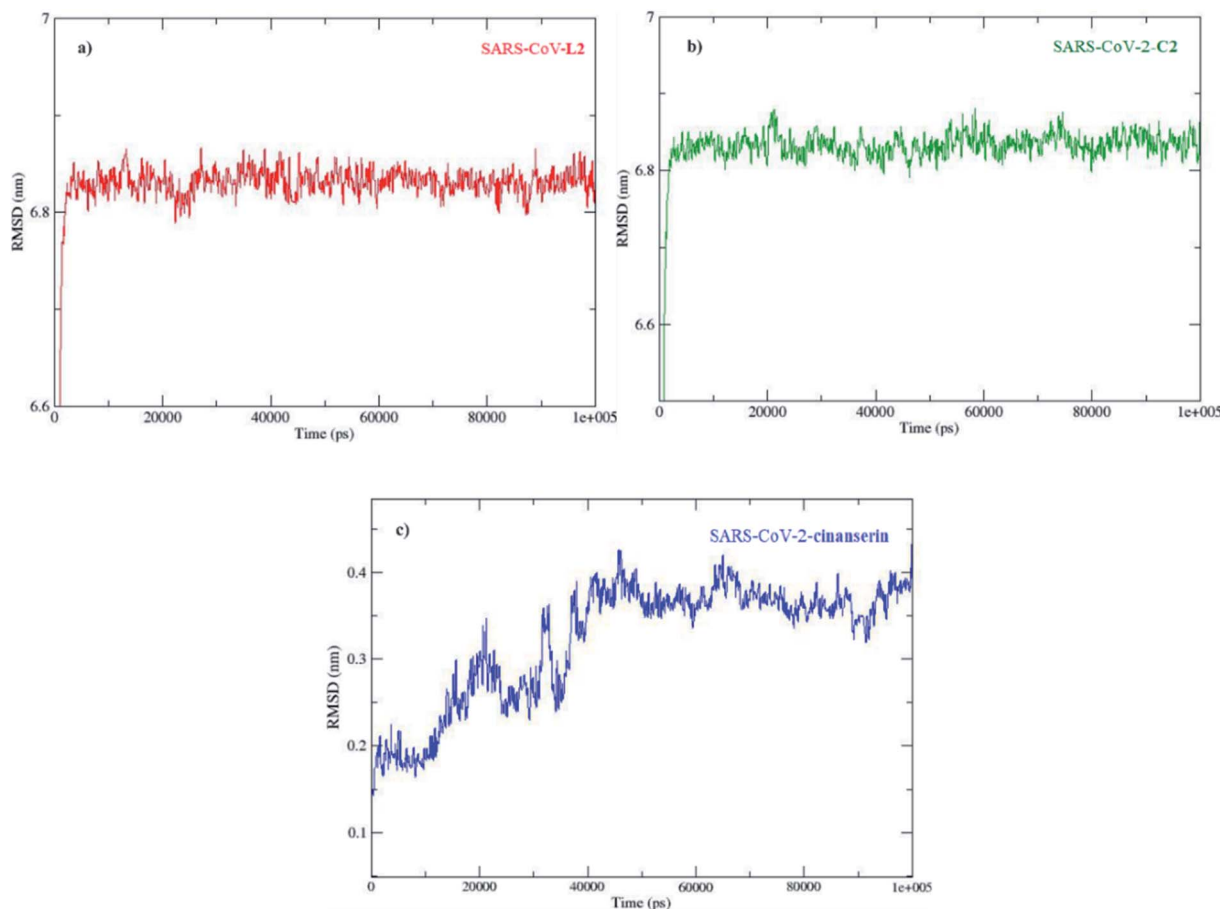 a)
SARS-CoV-L2
7
6.8
6.6
RMSD (nm)
0 20000 40000 60000 80000 1e+005
Time (ps)
b)
SARS-CoV-2-C2
7
6.8
6.6
RMSD (nm)
0 20000 40000 60000 80000 1e+005
Time (ps)
c)
SARS-CoV-2-cinanserin
0.4
0.3
0.2
0.1
RMSD (nm)
0 20000 40000 60000 80000 1e+005
Time (ps)